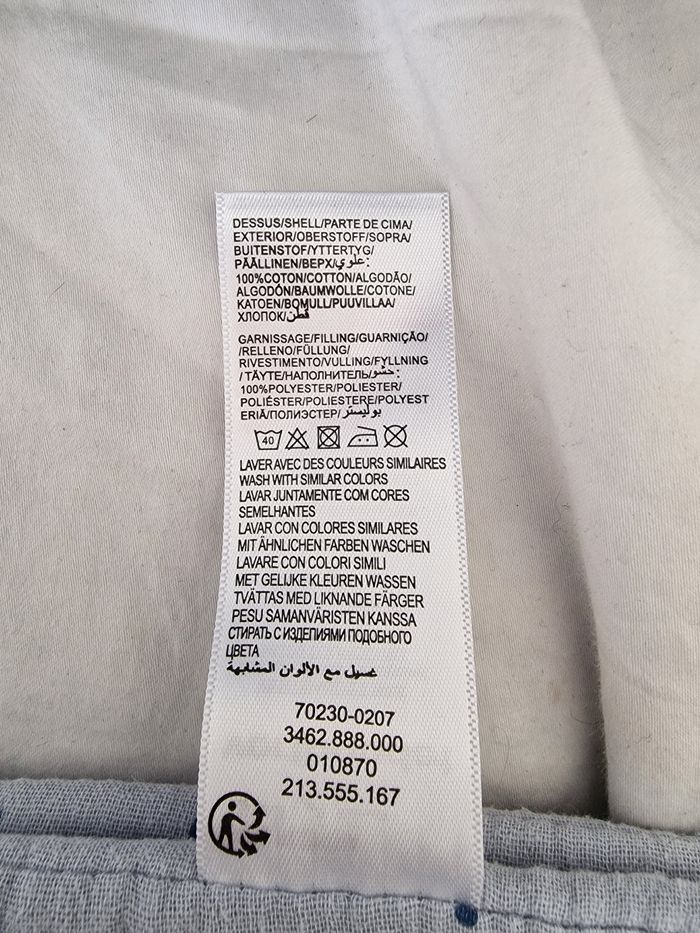 DESSUS/SHELL/PARTE DE CIMA/
EXTERIOR/OBERSTOFF/SOPRA/
BUITENSTOF/YTTERTYG/
PÄÄLLINEN/ВЕРХ/علوي:
100%COTON/COTTON/ALGODÃO/
ALGODÓN/BAUMWOLLE/COTONE/
KATOEN/BOMULL/PUUVILLAA/
ХЛОПОК/قطن
GARNISSAGE/FILLING/GUARNIÇÃO/
/RELLENO/FÜLLUNG/
RIVESTIMENTO/VULLING/FYLLNING
/TÄYTE/НАПОЛНИТЕЛЬ/حشو:
100%POLYESTER/POLIESTER/
POLIÉSTER/POLIESTERE/POLYEST
ERIÄ/ПОЛИЭСТЕР/بوليستر
40
LAVER AVEC DES COULEURS SIMILAIRES
WASH WITH SIMILAR COLORS
LAVAR JUNTAMENTE COM CORES
SEMELHANTES
LAVAR CON COLORES SIMILARES
MIT ÄHNLICHEN FARBEN WASCHEN
LAVARE CON COLORI SIMILI
MET GELIJKE KLEUREN WASSEN
TVÄTTAS MED LIKNANDE FÄRGER
PESU SAMANVÄRISTEN KANSSA
СТИРАТЬ С ИЗДЕПИЯМИ ПОДОБНОГО
ЦВЕТА
غسيل مع الألوان المشابهة
70230-0207
3462.888.000
010870
213.555.167